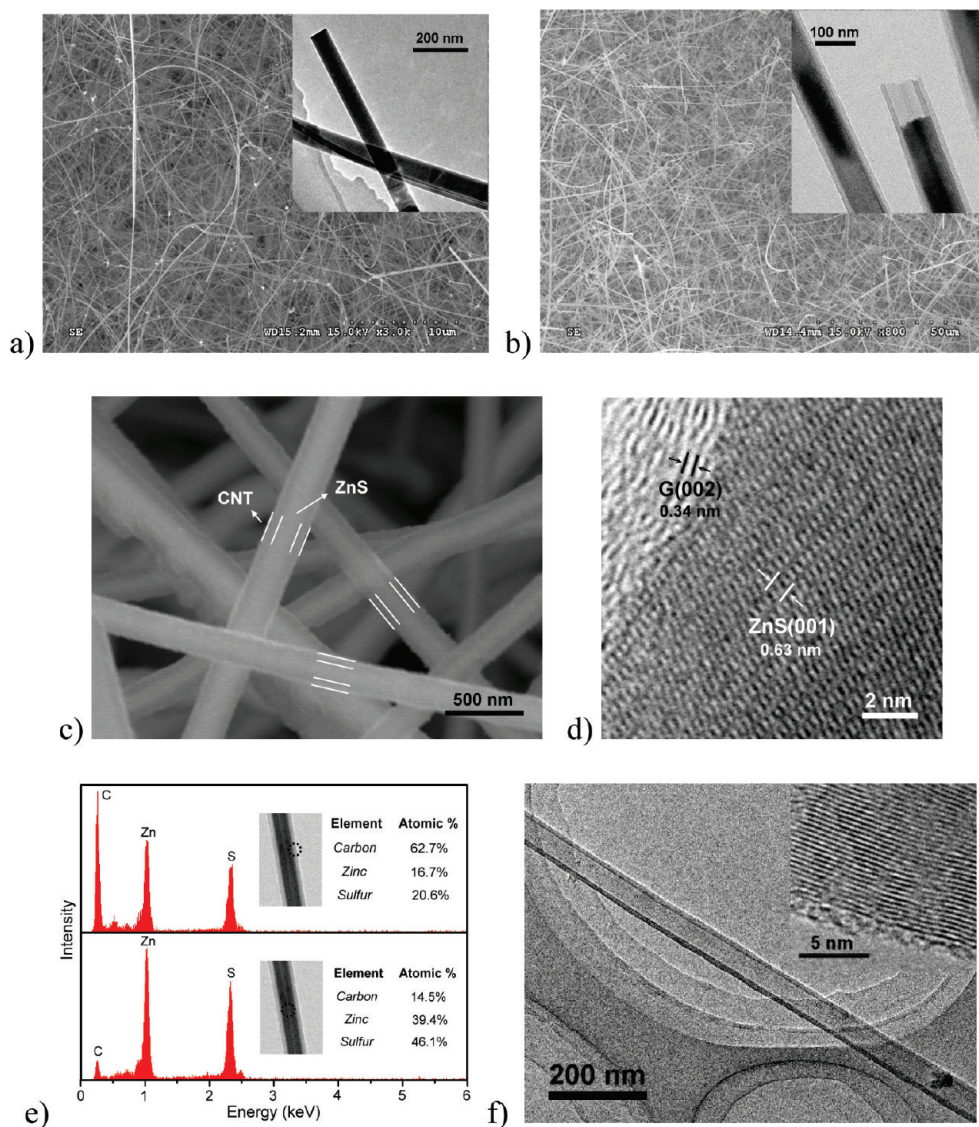 200 nm
SE WD15.2mm 15.0kV x3.0k 10um
a)
100 nm
SE WD14.4mm 15.0kV x800 50um
b)
CNT
ZnS
500 nm
c)
G(002)
0.34 nm
ZnS(001)
0.63 nm
2 nm
d)
C
Zn
S
Element Atomic %
Carbon 62.7%
Zinc 16.7%
Sulfur 20.6%
Zn
S
C
Element Atomic %
Carbon 14.5%
Zinc 39.4%
Sulfur 46.1%
Intensity
0 1 2 3 4 5 6
Energy (keV)
e)
5 nm
200 nm
f)